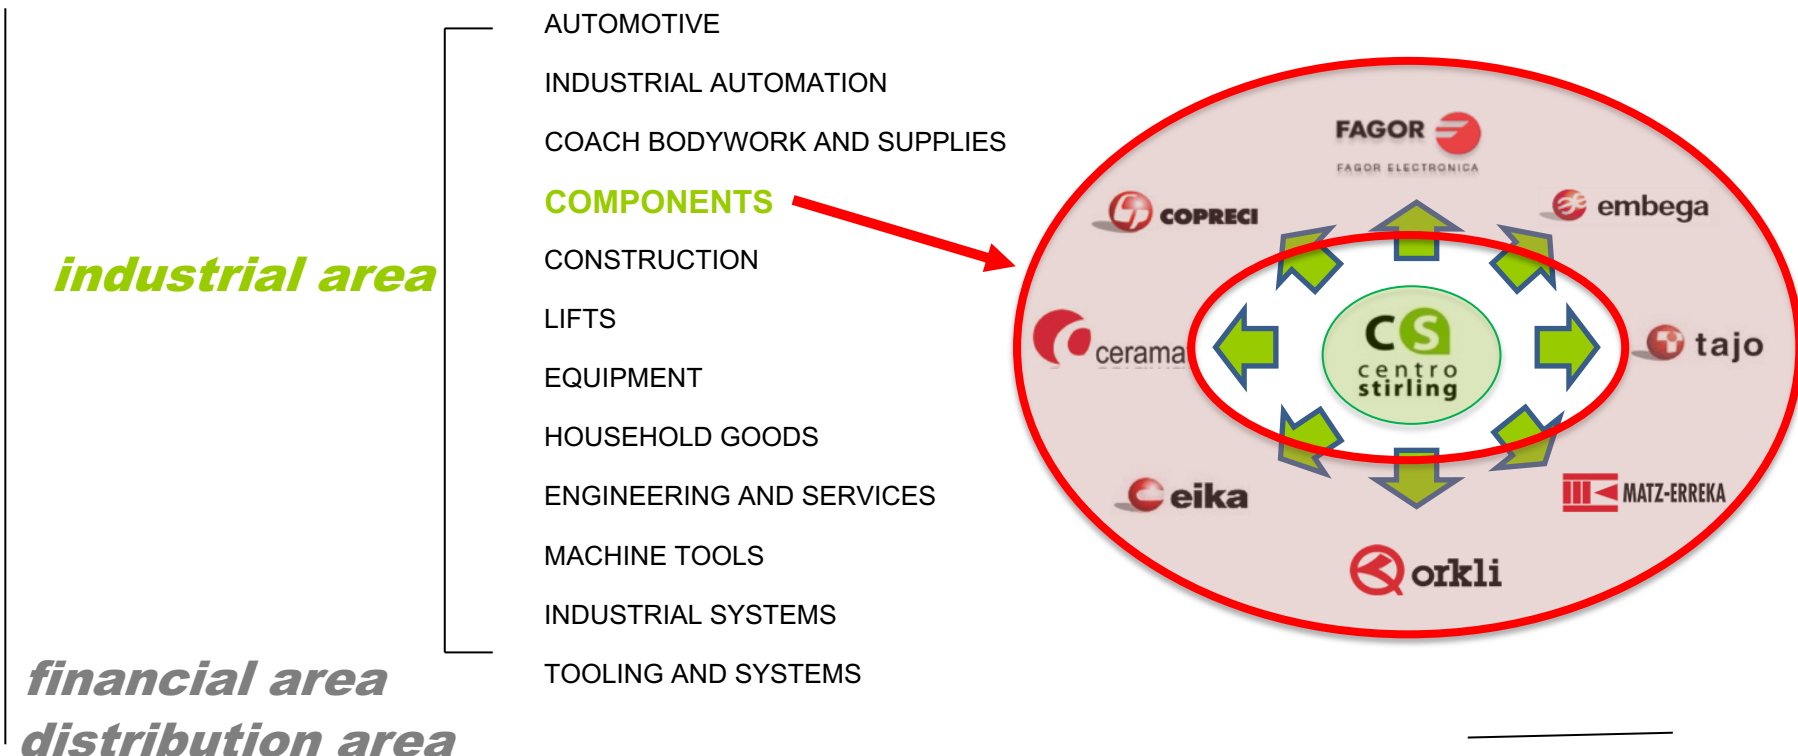 AUTOMOTIVE
INDUSTRIAL AUTOMATION
COACH BODYWORK AND SUPPLIES
COMPONENTS
CONSTRUCTION
LIFTS
EQUIPMENT
HOUSEHOLD GOODS
ENGINEERING AND SERVICES
MACHINE TOOLS
INDUSTRIAL SYSTEMS
TOOLING AND SYSTEMS
industrial area
financial area
distribution area
FAGOR
FAGOR ELECTRONICA
COPRECI
embega
cerama
CS
centro
stirling
tajo
eika
MATZ-ERREKA
orkli